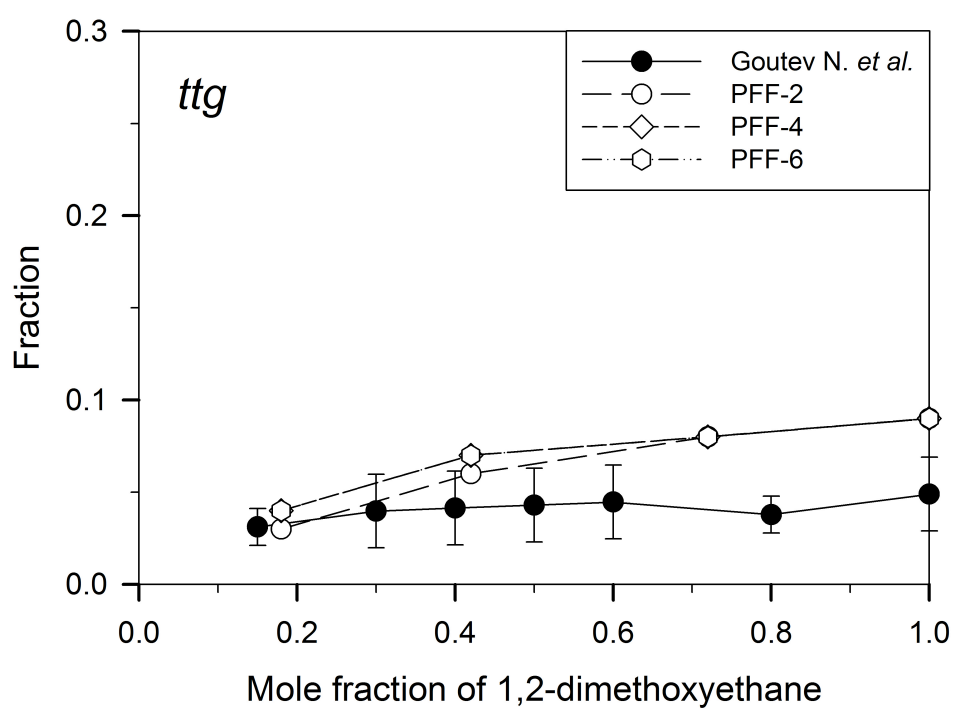 0.3
ttg
Goutev N. et al.
PFF-2
PFF-4
PFF-6
0.2
Fraction
0.1
0.0
0.0 0.2 0.4 0.6 0.8 1.0
Mole fraction of 1,2-dimethoxyethane